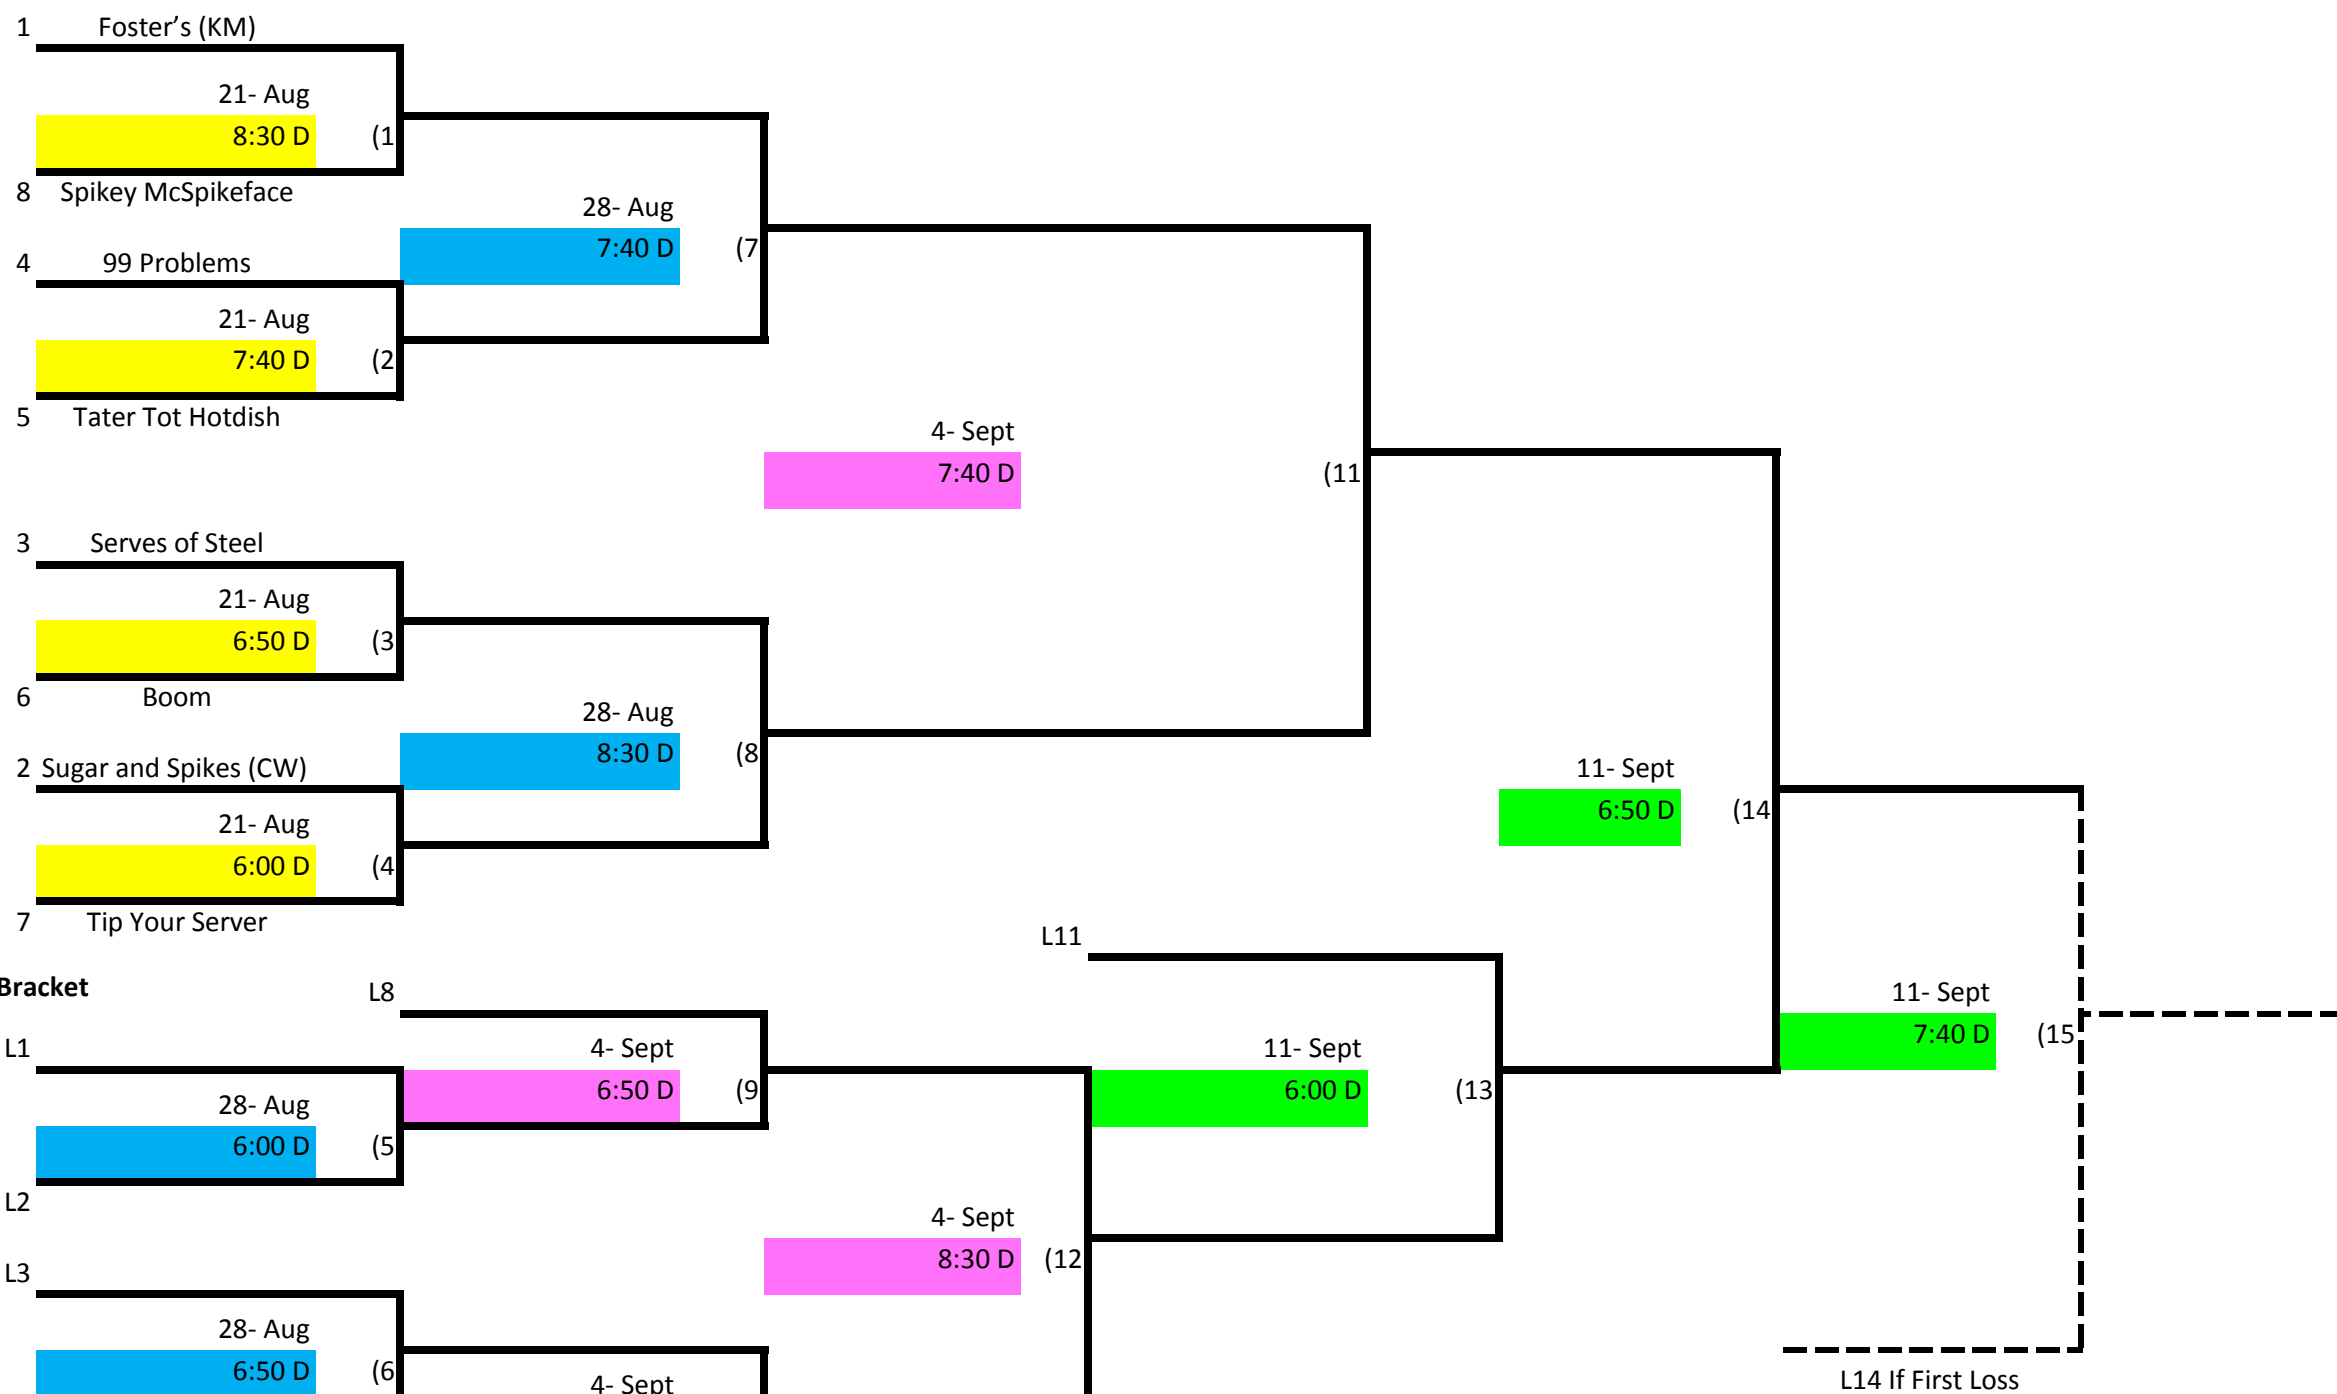 1 Foster’s (KM)
21- Aug
8:30 D (1
8 Spikey McSpikeface
28- Aug
7:40 D (7
4 99 Problems
21- Aug
7:40 D (2
5 Tater Tot Hotdish
4- Sept
7:40 D (11
3 Serves of Steel
21- Aug
6:50 D (3
6 Boom
28- Aug
8:30 D (8
2 Sugar and Spikes (CW)
11- Sept
6:50 D (14
21- Aug
6:00 D (4
7 Tip Your Server
L11
Bracket
L8
11- Sept
7:40 D (15
L1
4- Sept
6:50 D (9
11- Sept
6:00 D (13
28- Aug
6:00 D (5
L2
4- Sept
8:30 D (12
L3
28- Aug
6:50 D (6
4- Sept
L14 If First Loss